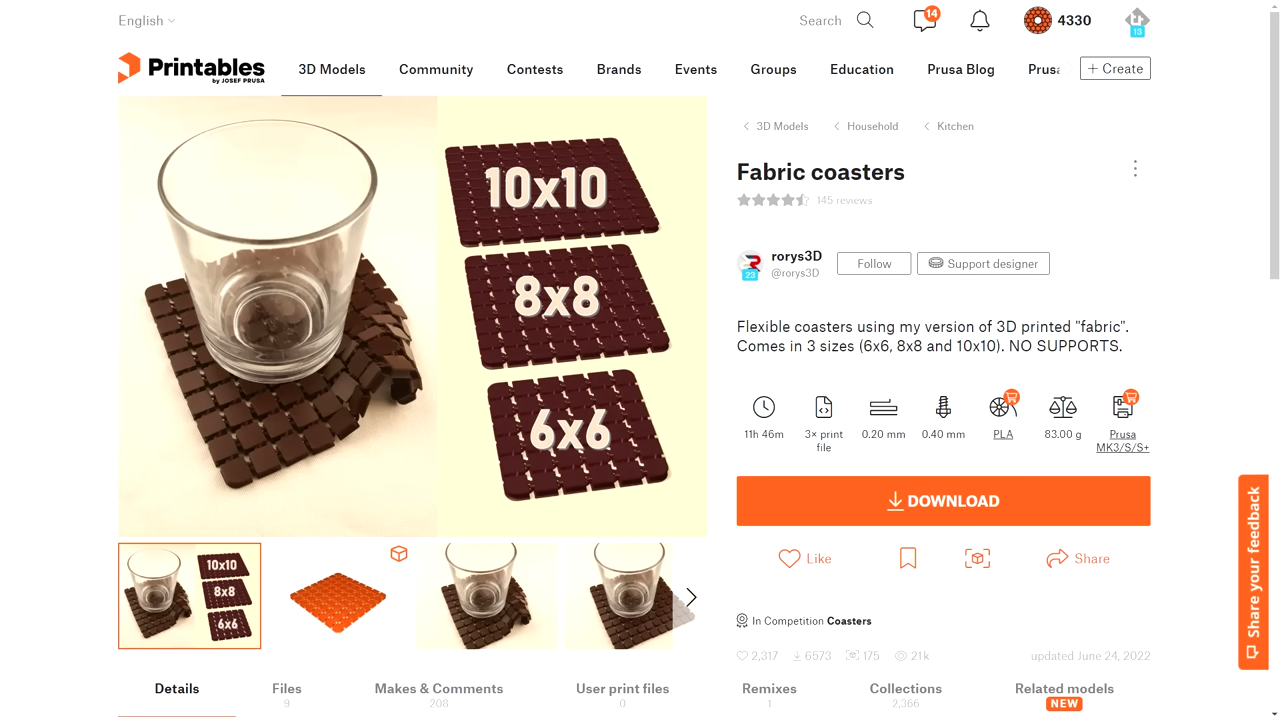 English
Search
14
4330
13
Printables
by JOSEF PRUSA
3D Models
Community
Contests
Brands
Events
Groups
Education
Prusa Blog
Prusa
+ Create
10x10
8x8
6x6
3D Models
Household
Kitchen
Fabric coasters
145 reviews
rorys3D
@rorys3D
23
Follow
Support designer
Flexible coasters using my version of 3D printed "fabric".
Comes in 3 sizes (6x6, 8x8 and 10x10). NO SUPPORTS.
11h 46m
3× print
file
0.20 mm
0.40 mm
PLA
83.00 g
Prusa
MK3/S/S+
DOWNLOAD
Like
Share
10x10
8x8
6x6
In Competition Coasters
2,317
6573
175
21k
updated June 24, 2022
Share your feedback
Details
Files
9
Makes & Comments
208
User print files
0
Remixes
1
Collections
2,366
Related models
NEW